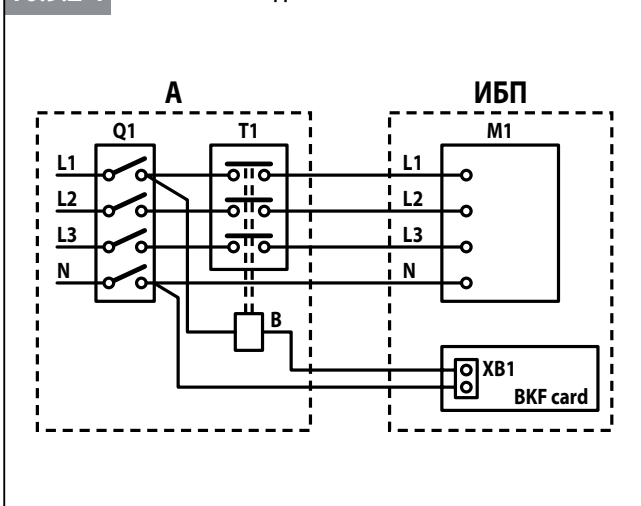 А ИБП
Q1 T1 M1
L1 L1
L2 L2
L3 L3
N N
B
XB1
BKF card